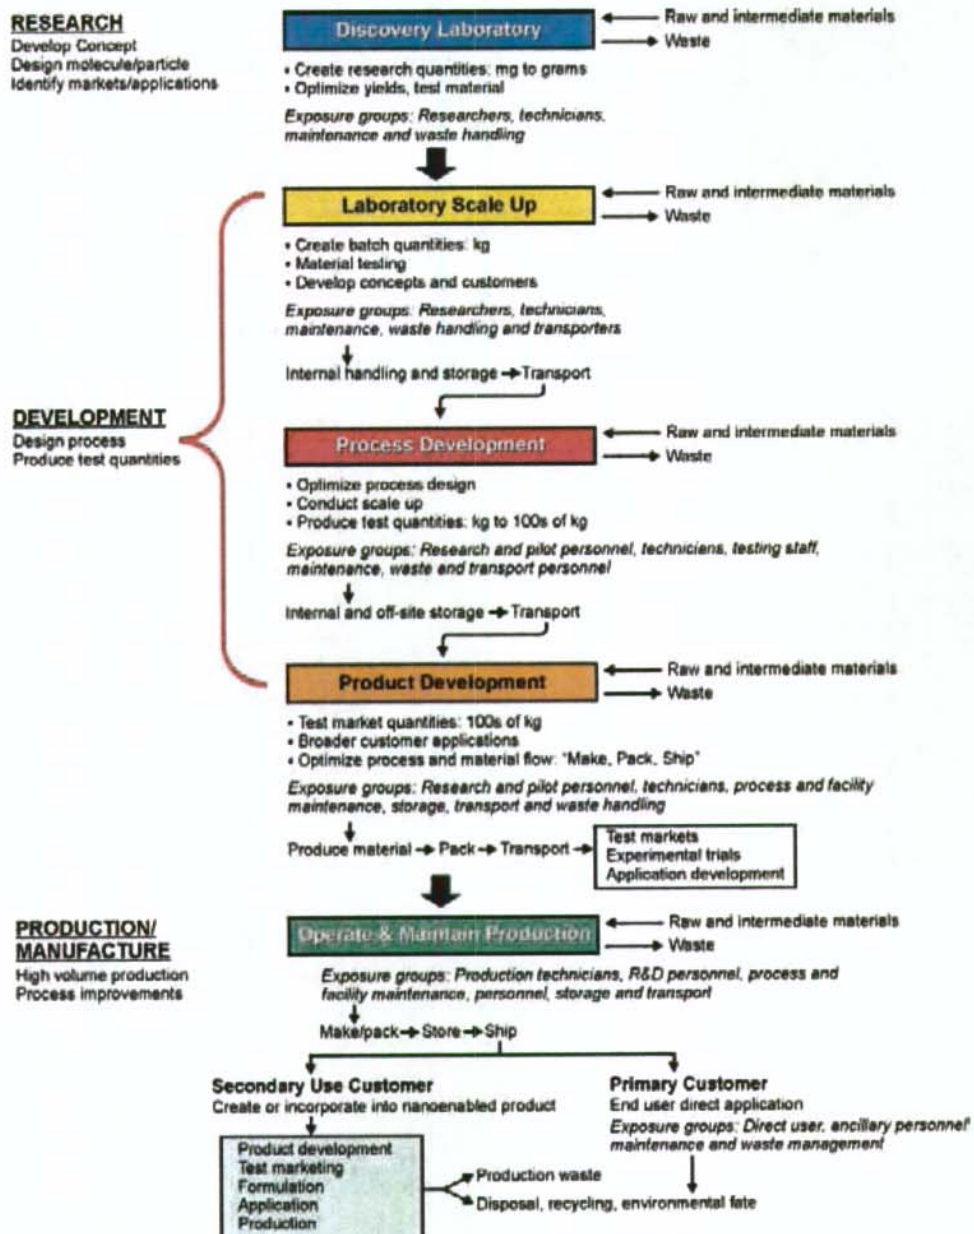 RESEARCH
Develop Concept
Design molecule/particle
Identify markets/applications
Discovery Laboratory
Raw and intermediate materials
Waste
• Create research quantities: mg to grams
• Optimize yields, test material
Exposure groups: Researchers, technicians,
maintenance and waste handling
Laboratory Scale Up
Raw and intermediate materials
Waste
• Create batch quantities: kg
• Material testing
• Develop concepts and customers
Exposure groups: Researchers, technicians,
maintenance, waste handling and transporters
Internal handling and storage → Transport
DEVELOPMENT
Design process
Produce test quantities
Process Development
Raw and intermediate materials
Waste
• Optimize process design
• Conduct scale up
• Produce test quantities: kg to 100s of kg
Exposure groups: Research and pilot personnel, technicians, testing staff,
maintenance, waste and transport personnel
Internal and off-site storage → Transport
Product Development
Raw and intermediate materials
Waste
• Test market quantities: 100s of kg
• Broader customer applications
• Optimize process and material flow: "Make, Pack, Ship"
Exposure groups: Research and pilot personnel, technicians, process and facility
maintenance, storage, transport and waste handling
Produce material → Pack → Transport →
Test markets
Experimental trials
Application development
PRODUCTION/
MANUFACTURE
High volume production
Process improvements
Operate & Maintain Production
Raw and intermediate materials
Waste
Exposure groups: Production technicians, R&D personnel, process and
facility maintenance, personnel, storage and transport
Make/pack → Store → Ship
Secondary Use Customer
Create or incorporate into nanoenabled product
Product development
Test marketing
Formulation
Application
Production
Primary Customer
End user direct application
Exposure groups: Direct user, ancillary personnel
maintenance and waste management
Production waste
Disposal, recycling, environmental fate